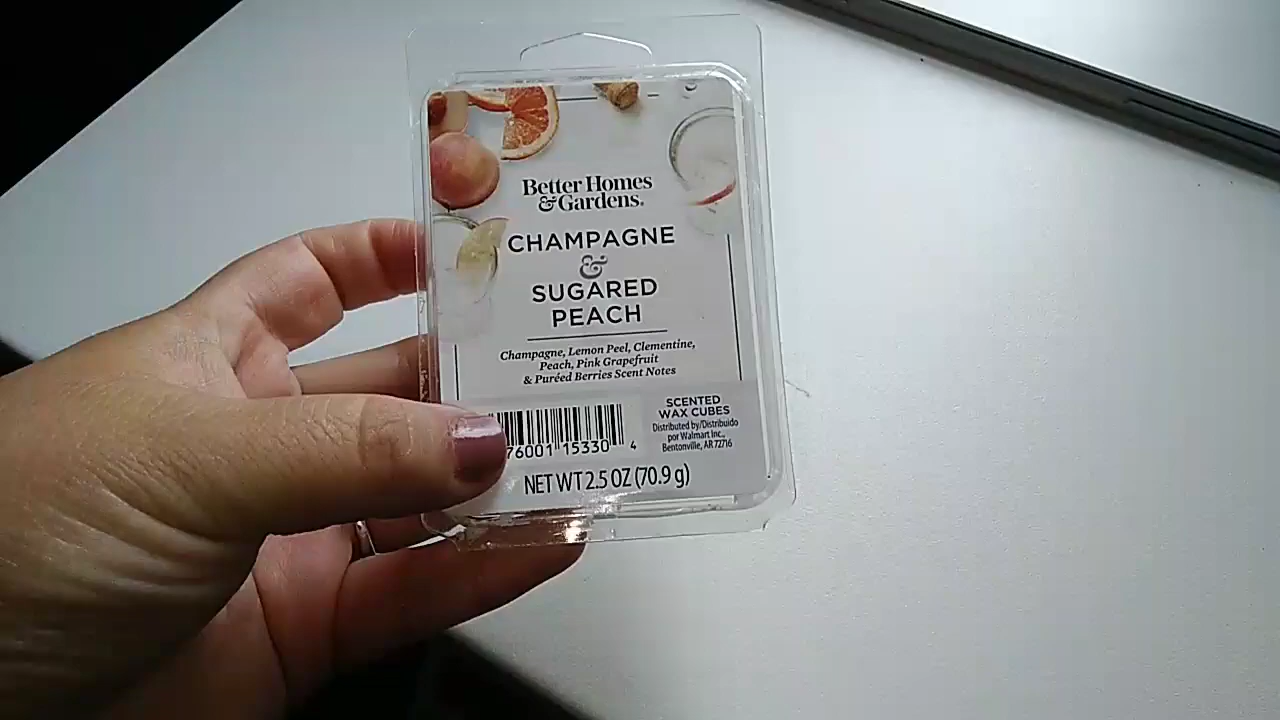 Better Homes
& Gardens®
CHAMPAGNE
&
SUGARED
PEACH
Champagne, Lemon Peel, Clementine,
Peach, Pink Grapefruit
& Puréed Berries Scent Notes
76001 15330 4
SCENTED
WAX CUBES
Distributed by/Distribuido
por Walmart Inc.,
Bentonville, AR 72716
NET WT 2.5 OZ (70.9 g)